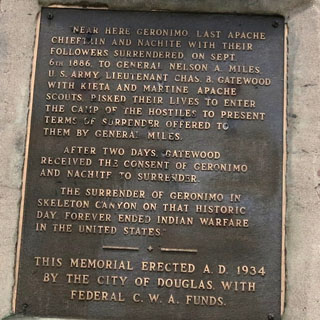 NEAR HERE GERONIMO, LAST APACHE
CHIEFTAIN AND NACHITE WITH THEIR
FOLLOWERS SURRENDERED ON SEPT.
6TH 1886, TO GENERAL NELSON A. MILES,
U.S. ARMY. LIEUTENANT CHAS. B. GATEWOOD
WITH KIETA AND MARTINE APACHE
SCOUTS, RISKED THEIR LIVES TO ENTER
THE CAMP OF THE HOSTILES TO PRESENT
TERMS OF SURRENDER OFFERED TO
THEM BY GENERAL MILES.
AFTER TWO DAYS, GATEWOOD
RECEIVED THE CONSENT OF GERONIMO
AND NACHITE TO SURRENDER.
THE SURRENDER OF GERONIMO IN
SKELETON CANYON ON THAT HISTORIC
DAY, FOREVER ENDED INDIAN WARFARE
IN THE UNITED STATES.
THIS MEMORIAL ERECTED A.D. 1934
BY THE CITY OF DOUGLAS, WITH
FEDERAL C.W.A. FUNDS.